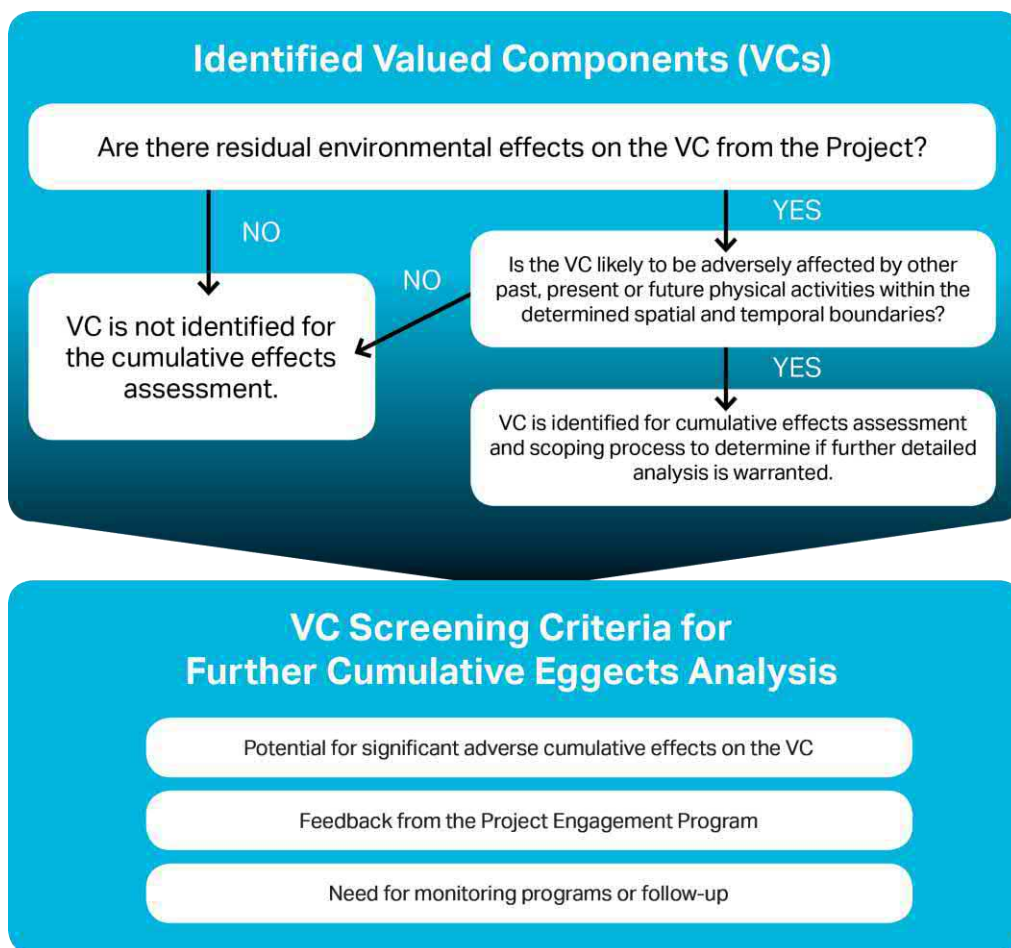 Identified Valued Components (VCs)
Are there residual environmental effects on the VC from the Project?
NO
YES
NO
Is the VC likely to be adversely affected by other
past, present or future physical activities within the
determined spatial and temporal boundaries?
VC is not identified for
the cumulative effects
assessment.
YES
VC is identified for cumulative effects assessment
and scoping process to determine if further detailed
analysis is warranted.
VC Screening Criteria for
Further Cumulative Eggects Analysis
Potential for significant adverse cumulative effects on the VC
Feedback from the Project Engagement Program
Need for monitoring programs or follow-up